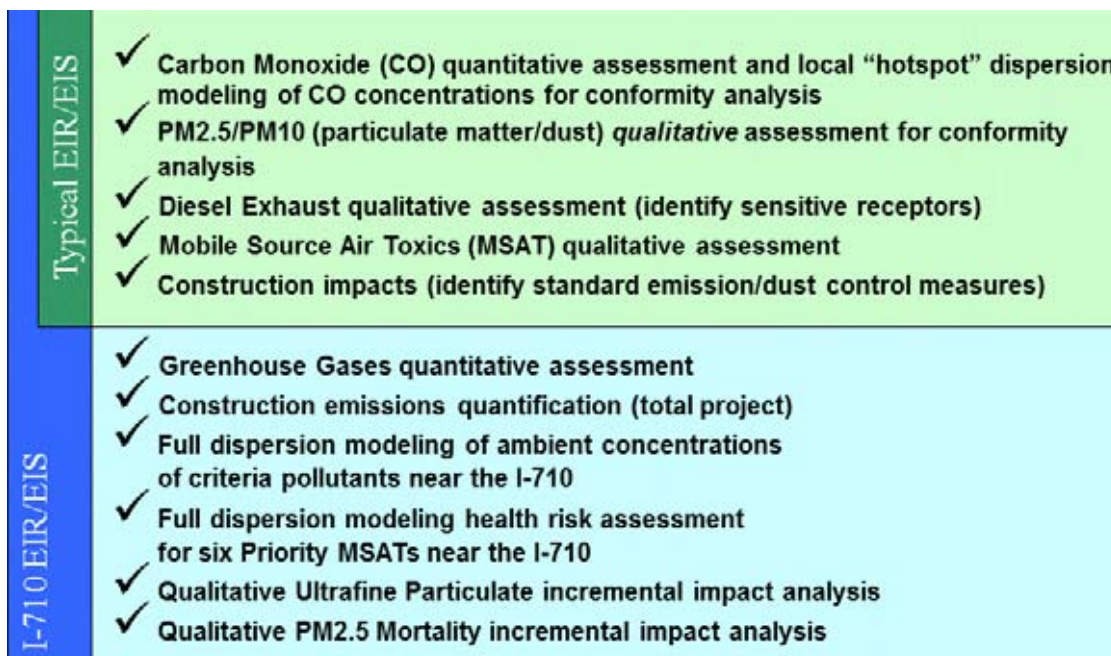 Typical EIR/EIS
Carbon Monoxide (CO) quantitative assessment and local “hotspot” dispersion
modeling of CO concentrations for conformity analysis
PM2.5/PM10 (particulate matter/dust) qualitative assessment for conformity
analysis
Diesel Exhaust qualitative assessment (identify sensitive receptors)
Mobile Source Air Toxics (MSAT) qualitative assessment
Construction impacts (identify standard emission/dust control measures)
I-710 EIR/EIS
Greenhouse Gases quantitative assessment
Construction emissions quantification (total project)
Full dispersion modeling of ambient concentrations
of criteria pollutants near the I-710
Full dispersion modeling health risk assessment
for six Priority MSATs near the I-710
Qualitative Ultrafine Particulate incremental impact analysis
Qualitative PM2.5 Mortality incremental impact analysis